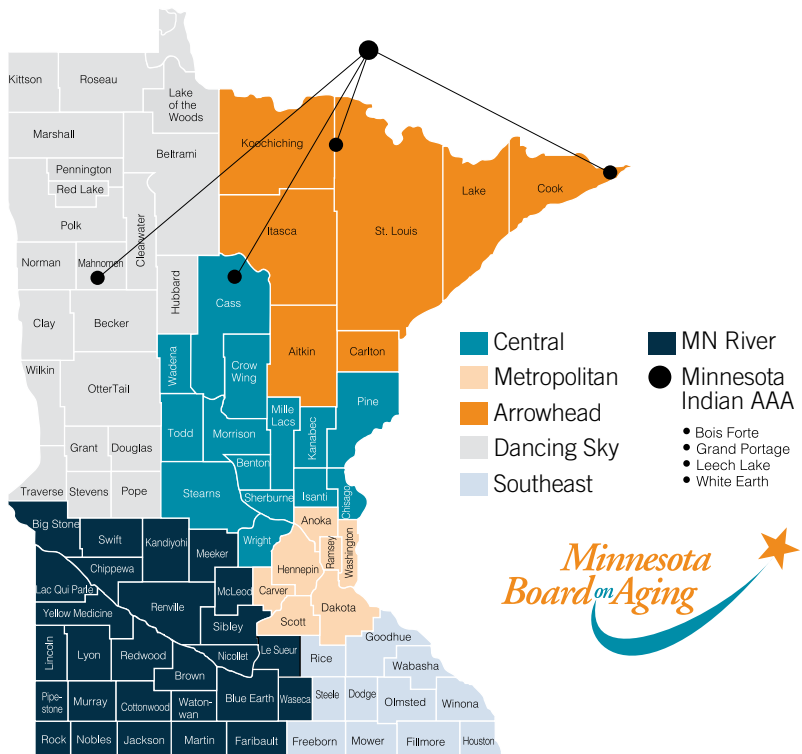 Kittson
Roseau
Lake
of the
Woods
Marshall
Koochiching
Beltrami
Pennington
Red Lake
Lake
Cook
Polk
Clearwater
Itasca
St. Louis
Norman
Mahnomen
Hubbard
Cass
Clay
Becker
Wadena
Crow
Wing
Aitkin
Carlton
Wilkin
OtterTail
Pine
Mille
Lacs
Kanabec
Todd
Morrison
Grant
Douglas
Benton
Traverse
Stevens
Pope
Stearns
Sherburne
Isanti
Chisago
Big Stone
Swift
Kandiyohi
Meeker
Wright
Anoka
Ramsey
Washington
Hennepin
Chippewa
Lac Qui Parle
McLeod
Carver
Yellow Medicine
Renville
Scott
Dakota
Sibley
Goodhue
Lincoln
Lyon
Redwood
Nicollet
Le Sueur
Rice
Wabasha
Brown
Pipe-
stone
Murray
Cottonwood
Waton-
wan
Blue Earth
Waseca
Steele
Dodge
Olmsted
Winona
Rock
Nobles
Jackson
Martin
Faribault
Freeborn
Mower
Fillmore
Houston
Central
Metropolitan
Arrowhead
Dancing Sky
Southeast
MN River
Minnesota
Indian AAA
• Bois Forte
• Grand Portage
• Leech Lake
• White Earth
Minnesota
Board on Aging